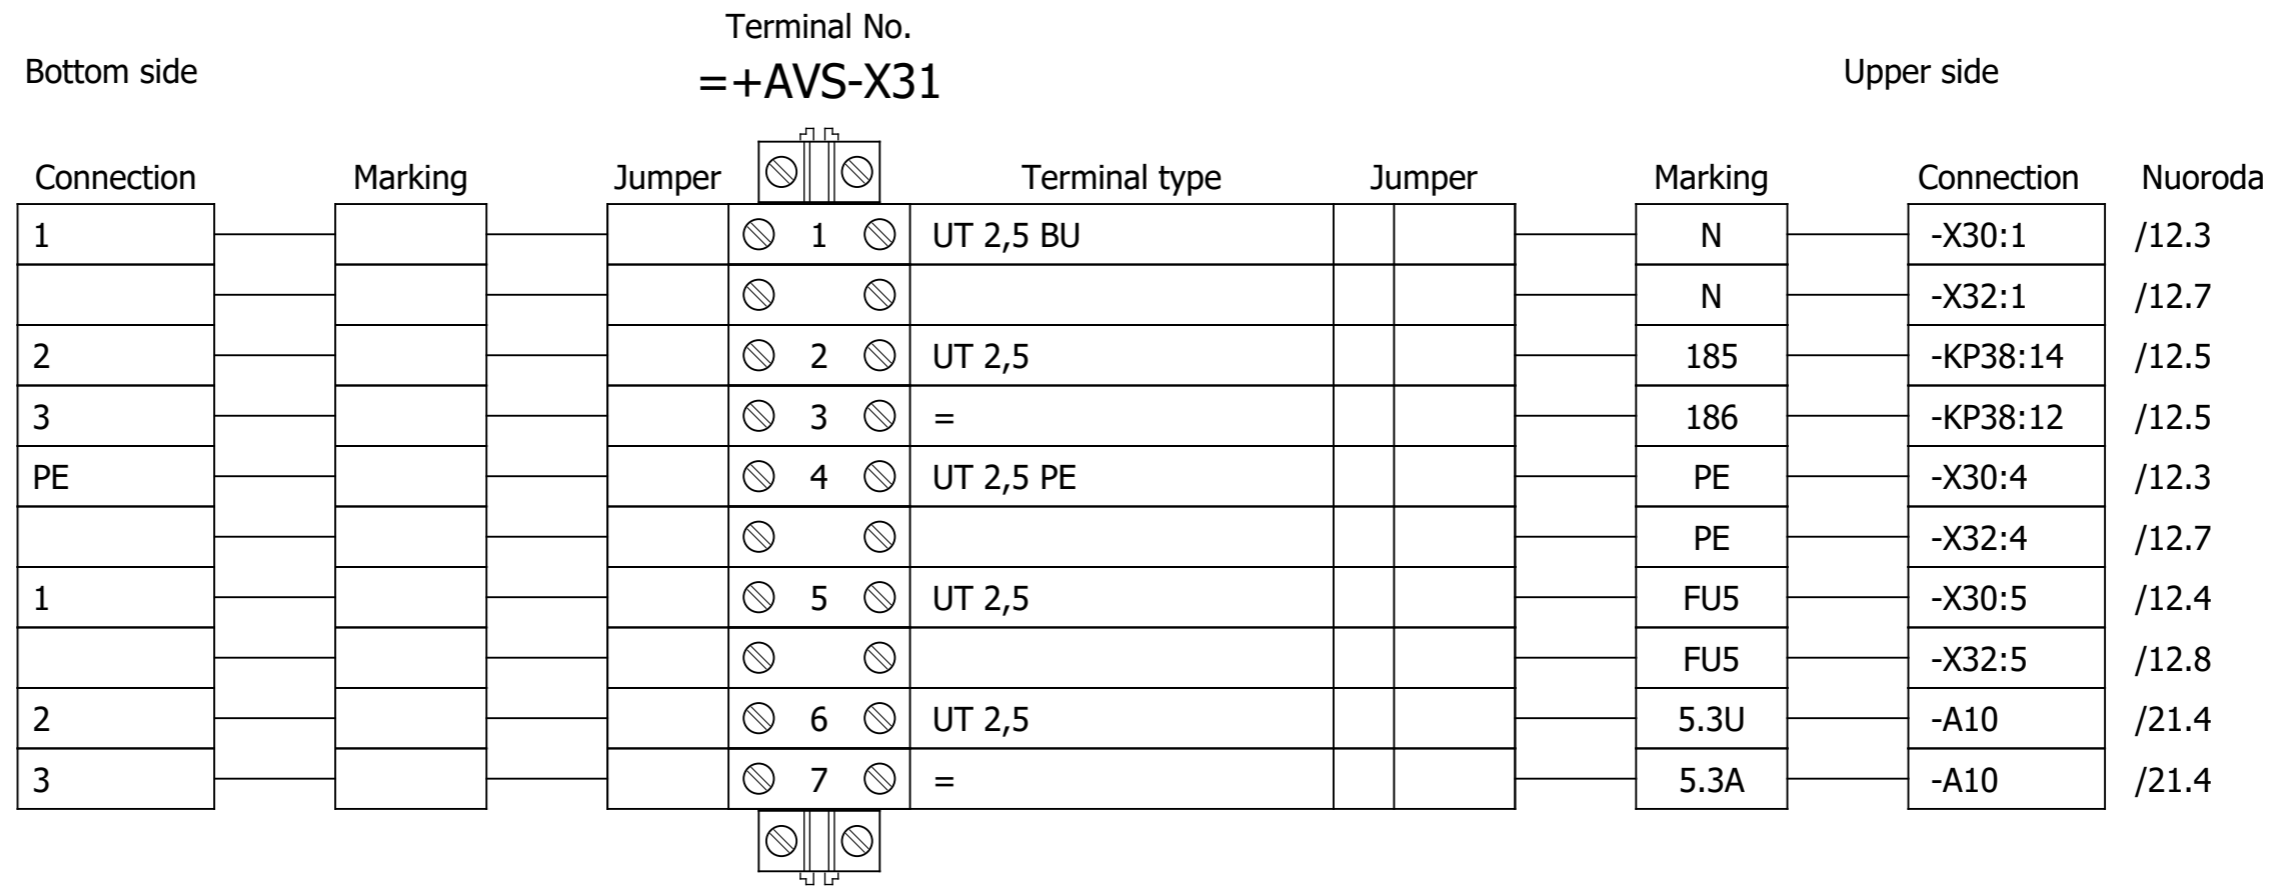 Terminal No.
Bottom side =+AVS-X31 Upper side
Connection Marking Jumper Terminal type Jumper Marking Connection Nuoroda
1 1 UT 2,5 BU N -X30:1 /12.3
N -X32:1 /12.7
2 2 UT 2,5 185 -KP38:14 /12.5
3 3 = 186 -KP38:12 /12.5
PE 4 UT 2,5 PE PE -X30:4 /12.3
PE -X32:4 /12.7
1 5 UT 2,5 FU5 -X30:5 /12.4
FU5 -X32:5 /12.8
2 6 UT 2,5 5.3U -A10 /21.4
3 7 = 5.3A -A10 /21.4